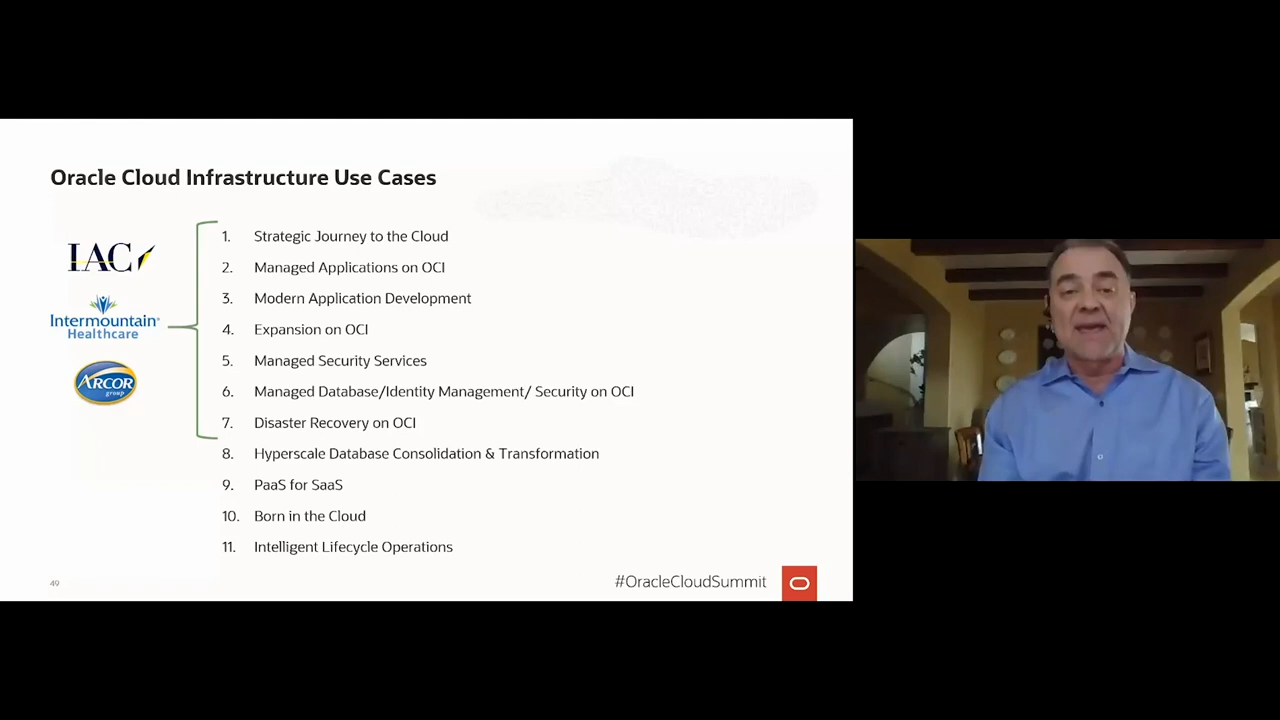 Oracle Cloud Infrastructure Use Cases
IAC
Intermountain®
Healthcare
ARCOR
group
1. Strategic Journey to the Cloud
2. Managed Applications on OCI
3. Modern Application Development
4. Expansion on OCI
5. Managed Security Services
6. Managed Database/Identity Management/ Security on OCI
7. Disaster Recovery on OCI
8. Hyperscale Database Consolidation & Transformation
9. PaaS for SaaS
10. Born in the Cloud
11. Intelligent Lifecycle Operations
49
#OracleCloudSummit